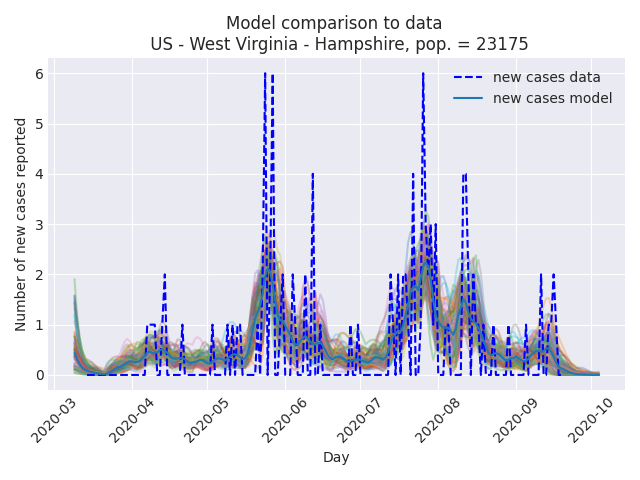 Model comparison to data
US - West Virginia - Hampshire, pop. = 23175
new cases data
new cases model
Number of new cases reported
6
5
4
3
2
1
0
2020-03
2020-04
2020-05
2020-06
2020-07
2020-08
2020-09
2020-10
Day